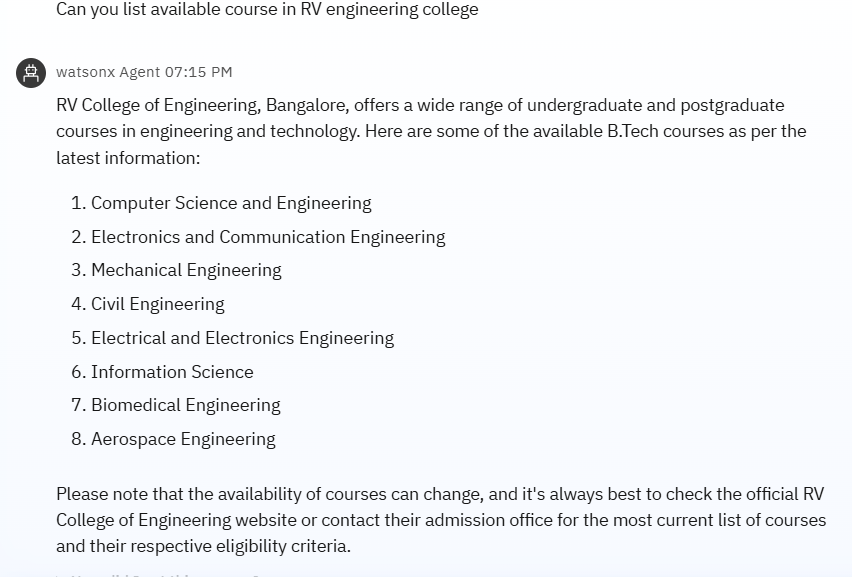 Can you list available course in RV engineering college
watsonx Agent 07:15 PM
RV College of Engineering, Bangalore, offers a wide range of undergraduate and postgraduate
courses in engineering and technology. Here are some of the available B.Tech courses as per the
latest information:
1. Computer Science and Engineering
2. Electronics and Communication Engineering
3. Mechanical Engineering
4. Civil Engineering
5. Electrical and Electronics Engineering
6. Information Science
7. Biomedical Engineering
8. Aerospace Engineering
Please note that the availability of courses can change, and it's always best to check the official RV
College of Engineering website or contact their admission office for the most current list of courses
and their respective eligibility criteria.